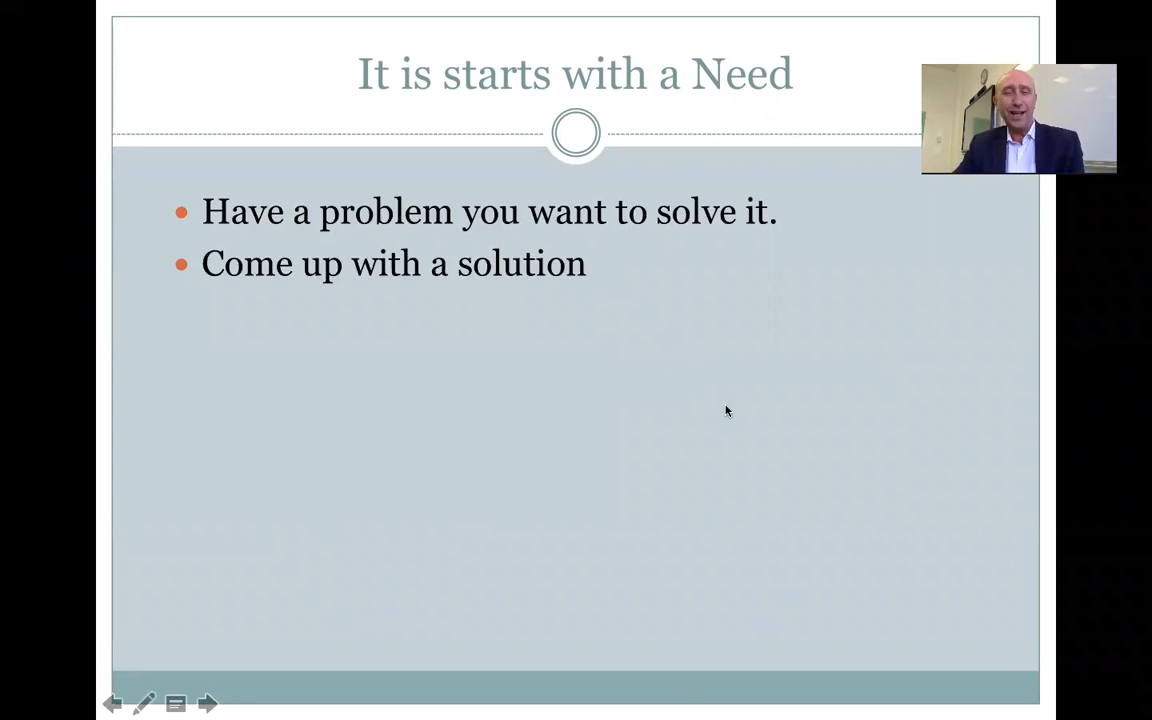 It is starts with a Need
Have a problem you want to solve it.
Come up with a solution